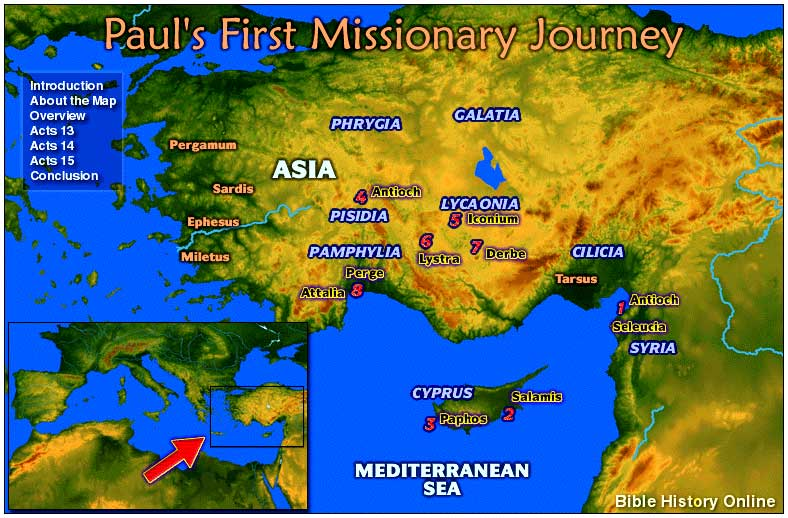 Paul's First Missionary Journey
Introduction
About the Map
Overview
Acts 13
Acts 14
Acts 15
Conclusion
PHRYGIA
GALATIA
Pergamum
ASIA
Sardis
4 Antioch
PISIDIA
LYCAONIA
5 Iconium
Ephesus
Miletus
PAMPHYLIA
6
Lystra
7 Derbe
CILICIA
Perge
Attalia 8
Tarsus
1 Antioch
Seleucia
SYRIA
CYPRUS
Salamis
2
3 Paphos
MEDITERRANEAN
SEA
Bible History Online